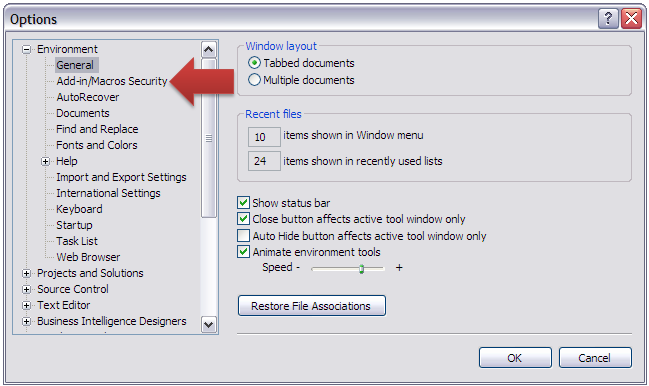 Options
Environment
General
Add-in/Macros Security
AutoRecover
Documents
Find and Replace
Fonts and Colors
Help
Import and Export Settings
International Settings
Keyboard
Startup
Task List
Web Browser
Projects and Solutions
Source Control
Text Editor
Business Intelligence Designers
Window layout
Tabbed documents
Multiple documents
Recent files
10 items shown in Window menu
24 items shown in recently used lists
Show status bar
Close button affects active tool window only
Auto Hide button affects active tool window only
Animate environment tools
Speed - +
Restore File Associations
OK
Cancel